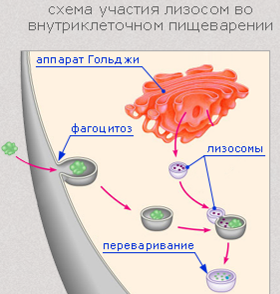 схема участия лизосом во
внутриклеточном пищеварении
аппарат Гольджи
фагоцитоз
лизосомы
переваривание